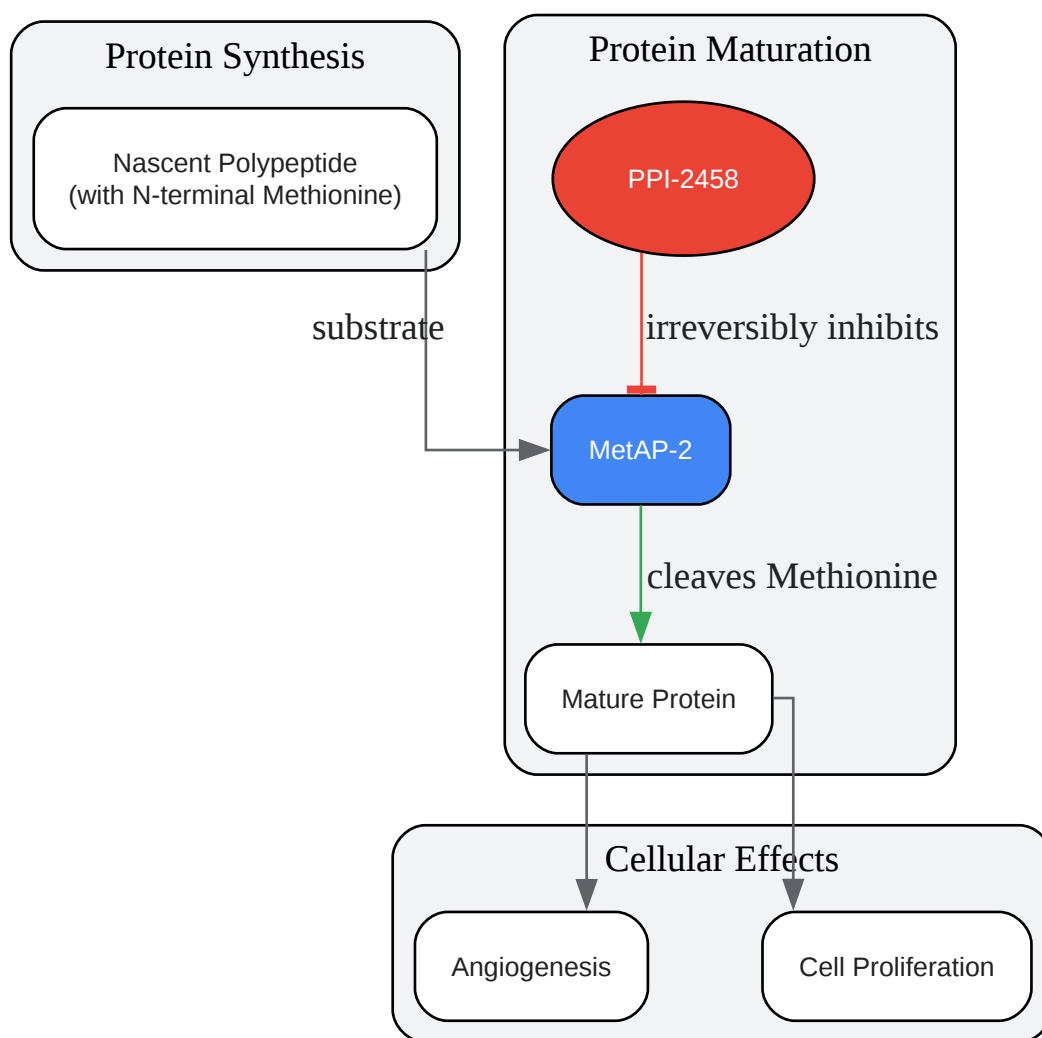 Protein Synthesis
Nascent Polypeptide
(with N-terminal Methionine)
substrate
Protein Maturation
PPI-2458
irreversibly inhibits
MetAP-2
cleaves Methionine
Mature Protein
Cellular Effects
Angiogenesis
Cell Proliferation